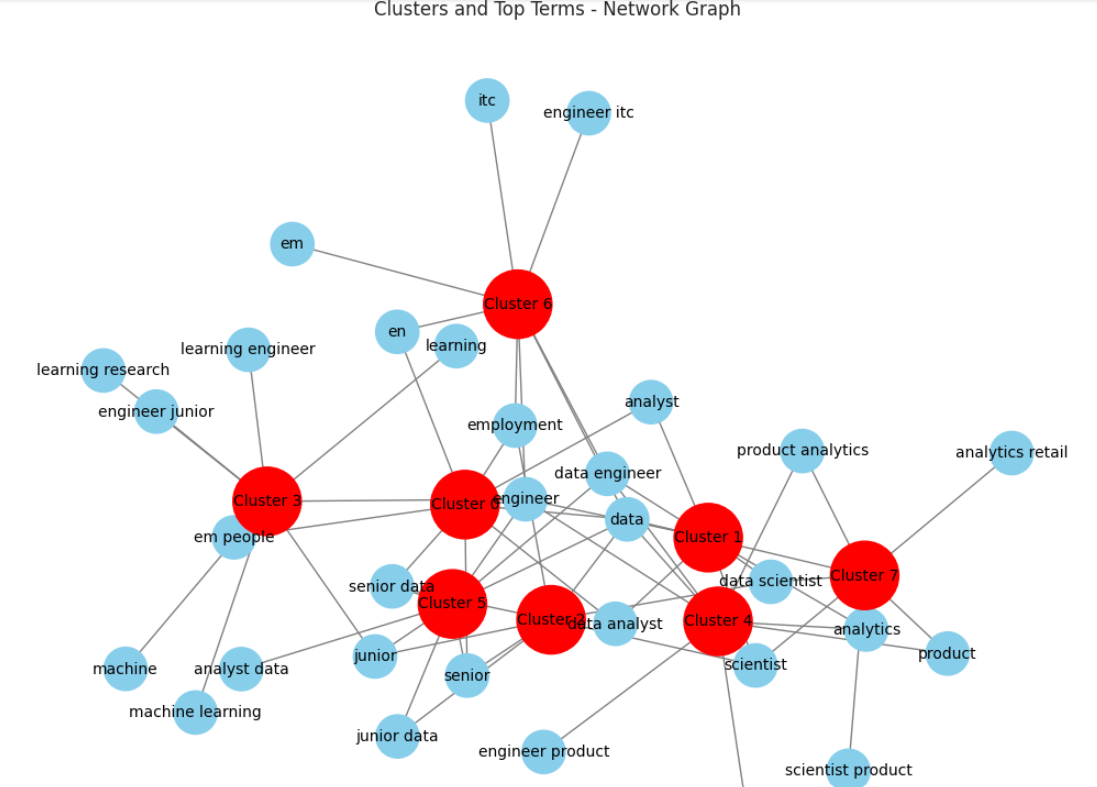 Clusters and Top Terms - Network Graph
itc
engineer itc
em
Cluster 6
en
learning
learning engineer
learning research
engineer junior
analyst
employment
product analytics
analytics retail
data engineer
Cluster 3
Cluster 0
engineer
data
em people
Cluster 1
data scientist
Cluster 7
senior data
Cluster 5
Cluster 2
data analyst
Cluster 4
analytics
junior
scientist
product
machine
analyst data
senior
machine learning
junior data
engineer product
scientist product